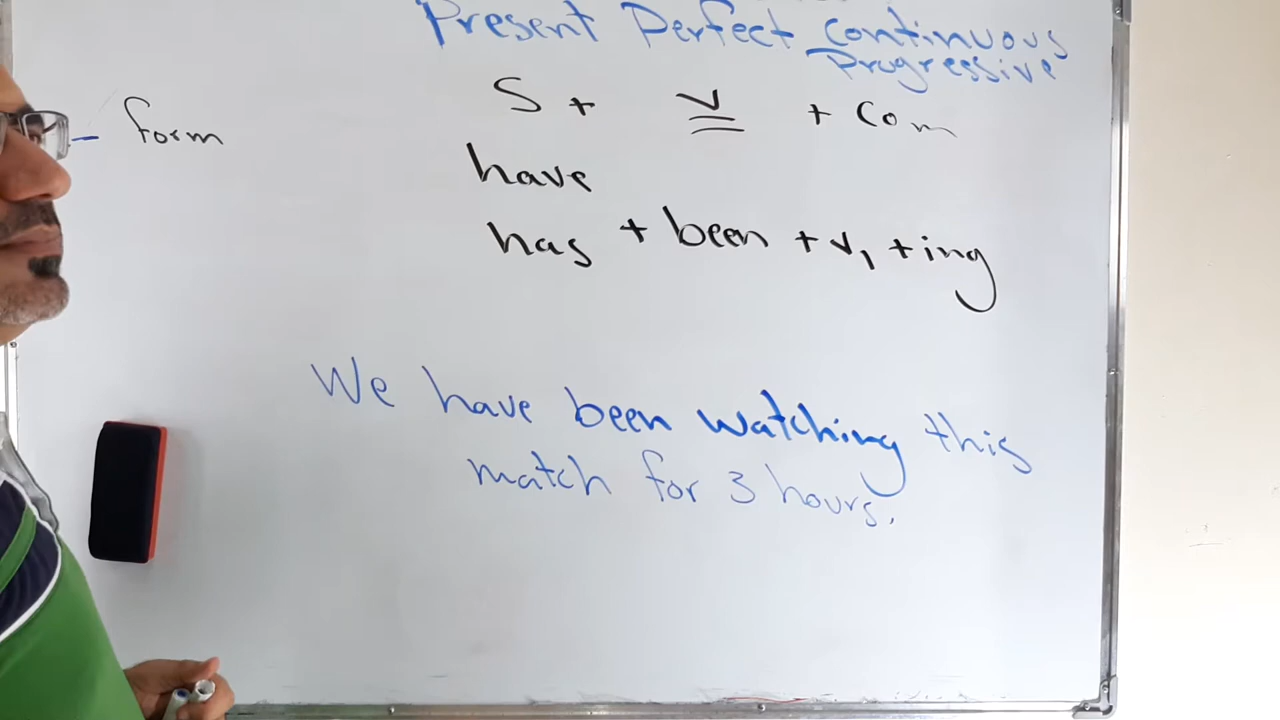 Present Perfect continuous
Progressive
- form
S + V + Com
have
has + been + v1 + ing
We have been watching this
match for 3 hours.